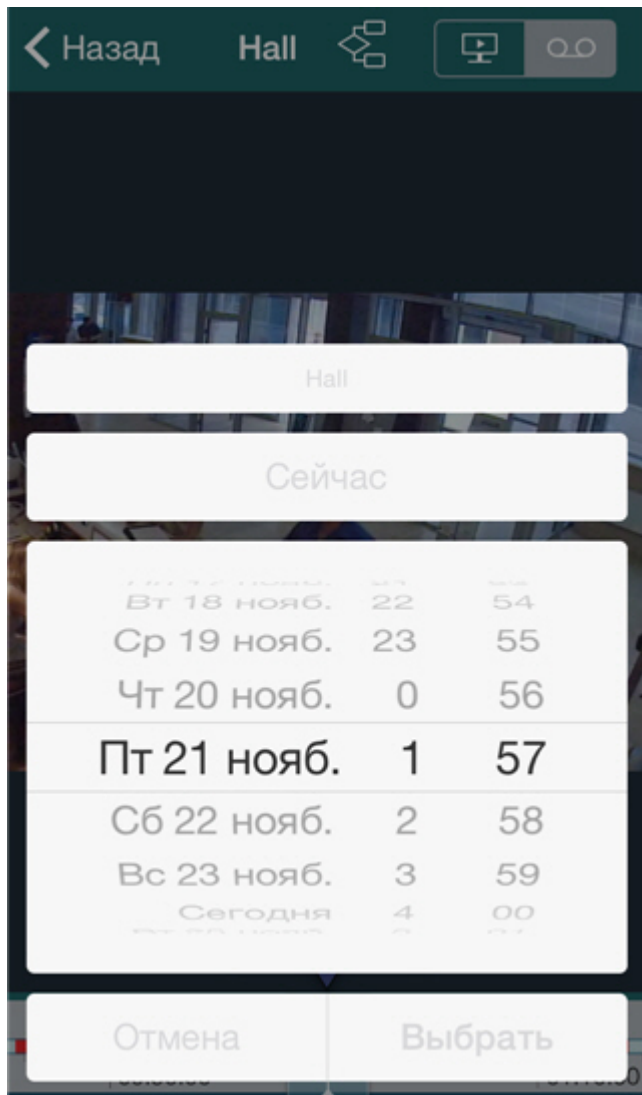 Назад Hall
Hall
Сейчас
Вт 18 нояб. 22 54
Ср 19 нояб. 23 55
Чт 20 нояб. 0 56
Пт 21 нояб. 1 57
Сб 22 нояб. 2 58
Вс 23 нояб. 3 59
Сегодня 4 00
Отмена Выбрать